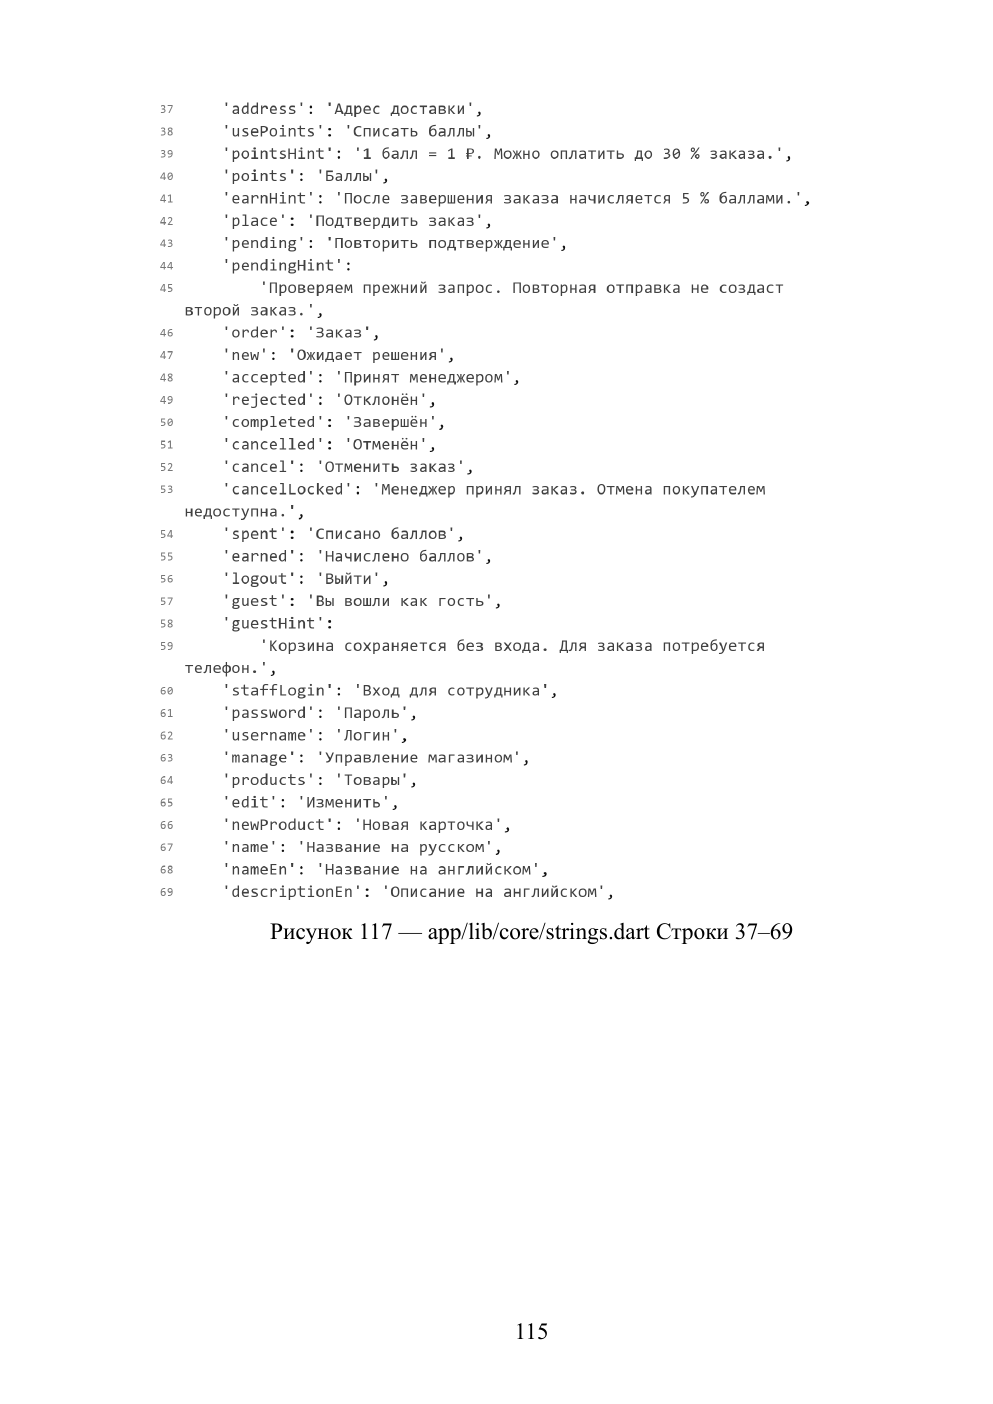 37 'address': 'Адрес доставки',
38 'usePoints': 'Списать баллы',
39 'pointsHint': '1 балл = 1 ₽. Можно оплатить до 30 % заказа.',
40 'points': 'Баллы',
41 'earnHint': 'После завершения заказа начисляется 5 % баллами.',
42 'place': 'Подтвердить заказ',
43 'pending': 'Повторить подтверждение',
44 'pendingHint':
45 'Проверяем прежний запрос. Повторная отправка не создаст
второй заказ.',
46 'order': 'Заказ',
47 'new': 'Ожидает решения',
48 'accepted': 'Принят менеджером',
49 'rejected': 'Отклонён',
50 'completed': 'Завершён',
51 'cancelled': 'Отменён',
52 'cancel': 'Отменить заказ',
53 'cancelLocked': 'Менеджер принял заказ. Отмена покупателем
недоступна.',
54 'spent': 'Списано баллов',
55 'earned': 'Начислено баллов',
56 'logout': 'Выйти',
57 'guest': 'Вы вошли как гость',
58 'guestHint':
59 'Корзина сохраняется без входа. Для заказа потребуется
телефон.',
60 'staffLogin': 'Вход для сотрудника',
61 'password': 'Пароль',
62 'username': 'Логин',
63 'manage': 'Управление магазином',
64 'products': 'Товары',
65 'edit': 'Изменить',
66 'newProduct': 'Новая карточка',
67 'name': 'Название на русском',
68 'nameEn': 'Название на английском',
69 'descriptionEn': 'Описание на английском',
Рисунок 117 — app/lib/core/strings.dart Строки 37–69
115